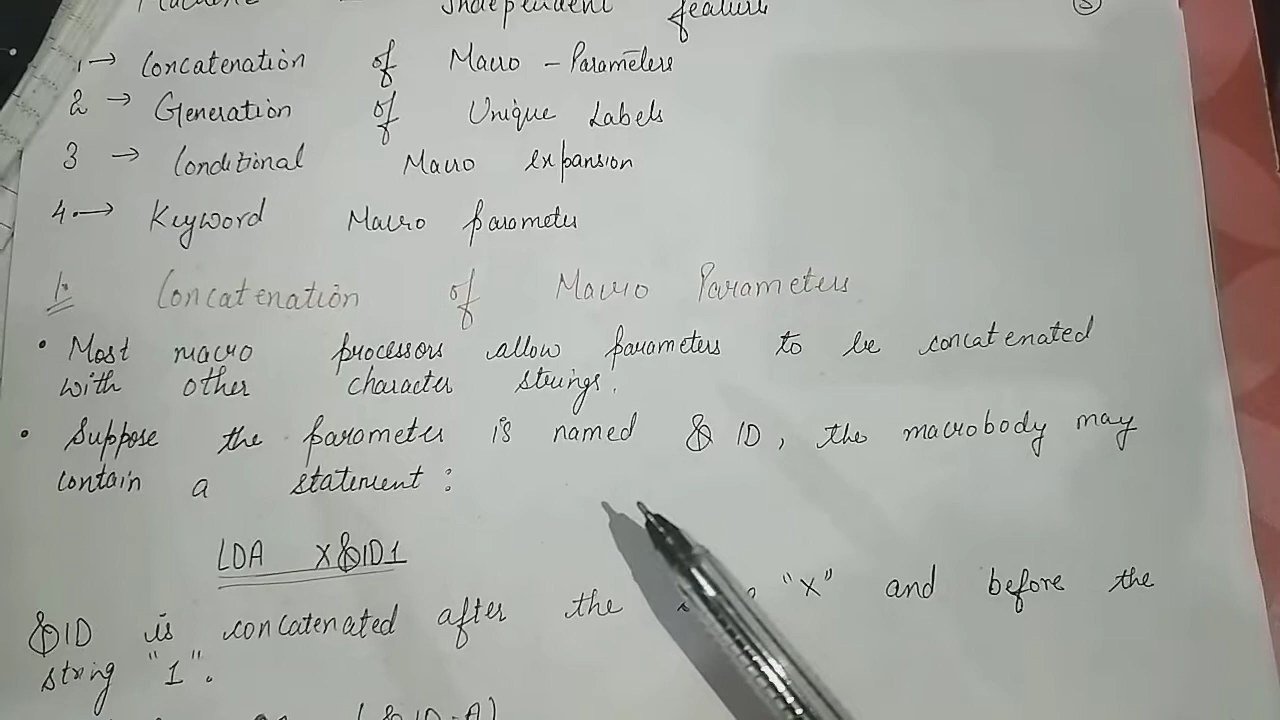 Independent feature
1 → Concatenation of Macro - Parameters
2 → Generation of Unique Labels
3 → Conditional Macro expansion
4. → Keyword Macro parameter
1. Concatenation of Macro Parameters
• Most macro processors allow parameters to be concatenated
with other character strings.
• Suppose the parameter is named & ID, the macrobody may
contain a statement :
LDA X&ID1
&ID is concatenated after the "X" and before the
string "1".
(&ID=A)